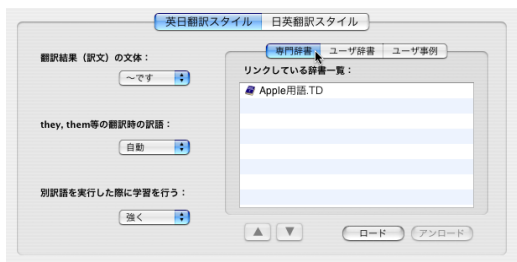 英日翻訳スタイル 日英翻訳スタイル
翻訳結果（訳文）の文体：
〜です
they, them等の翻訳時の訳語：
自動
別訳語を実行した際に学習を行う：
強く
専門辞書 ユーザ辞書 ユーザ事例
リンクしている辞書一覧：
Apple用語.TD
ロード アンロード